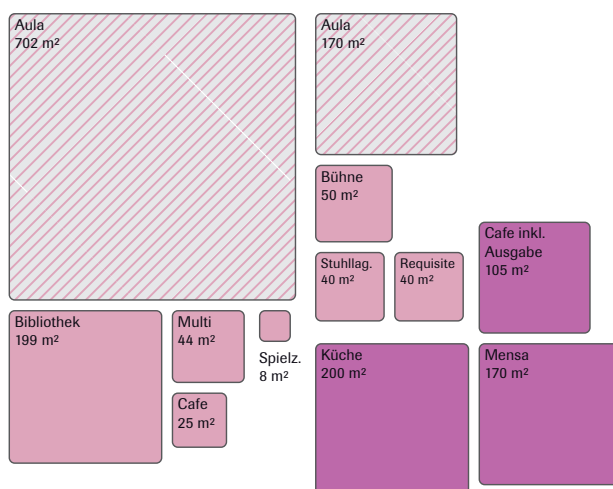 Aula
702 m²
Aula
170 m²
Bühne
50 m²
Stuhllag.
40 m²
Requisite
40 m²
Cafe inkl.
Ausgabe
105 m²
Bibliothek
199 m²
Multi
44 m²
Spielz.
8 m²
Cafe
25 m²
Küche
200 m²
Mensa
170 m²